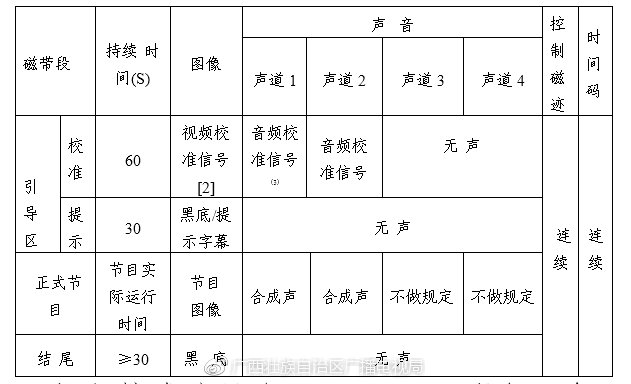 磁带段
持续 时
间(S)
图像
声 音
控
制
磁
迹
时
间
码
声道 1
声道 2
声道 3
声道 4
引
导
区
校
准
60
视频校
准信号
[2]
音频校
准信号
⑶
音频校
准信号
无 声
连
续
连
续
提
示
30
黑底/提
示字幕
无 声
正式节
目
节目实
际运行
时间
节目
图像
合成声
合成声
不做规定
不做规定
结 尾
≥30
黑 底
无声
广西壮族自治区广播电视局